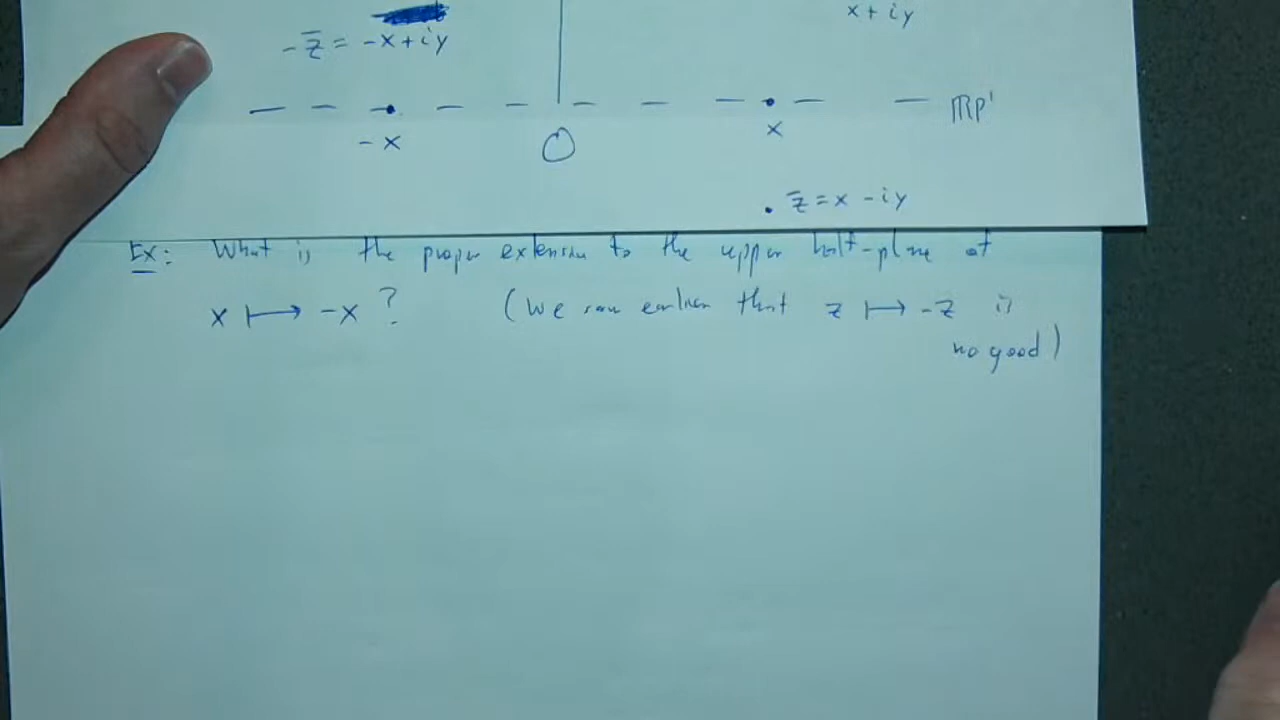 x + iy
-z̄ = -x+iy
ℝP¹
-x
O
x
. z̄ = x - iy
Ex: What is the proper extension to the upper half-plane of
x ↦ -x ? (We saw earlier that z ↦ -z is
no good)